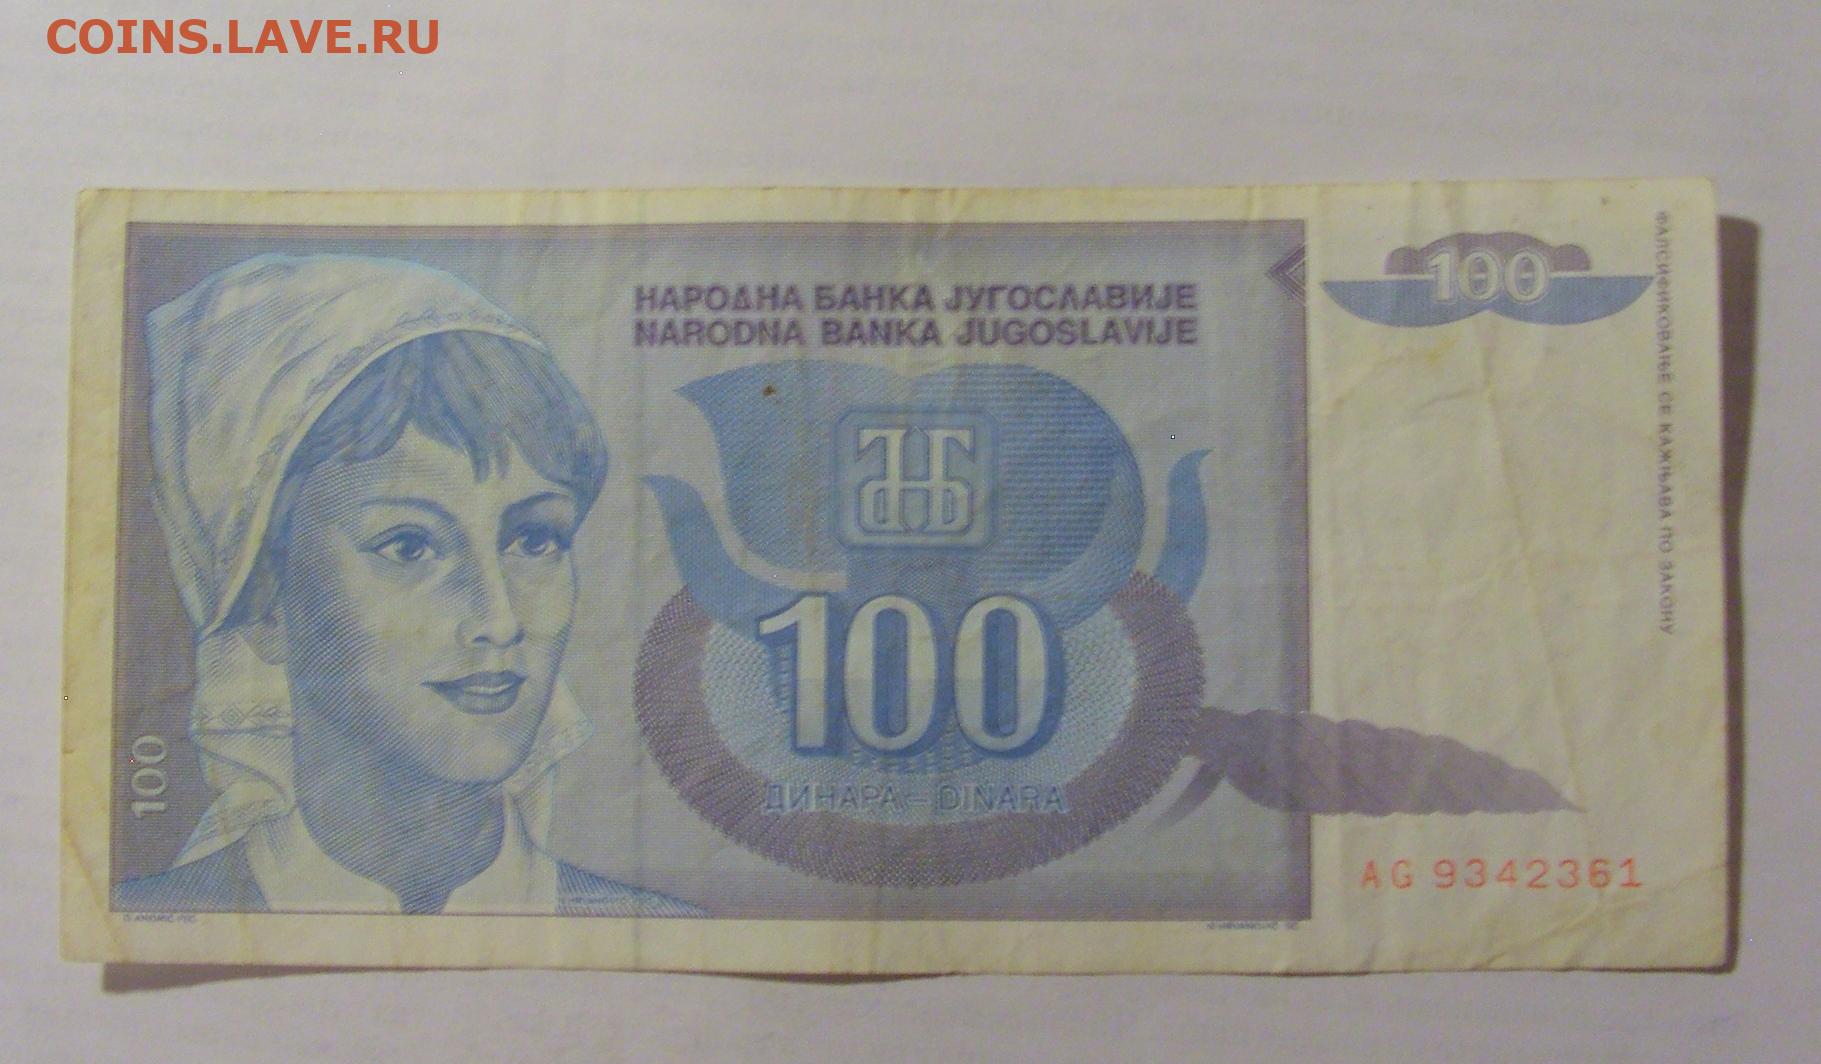 COINS.LAVE.RU
НАРОДНА БАНКА ЈУГОСЛАВИЈЕ
NARODNA BANKA JUGOSLAVIJE
100
ФАЛСИФИКОВАЊЕ СЕ КАЖЊАВА ПО ЗАКОНУ
100
ДИНАРА – DINARA
100
AG 9342361